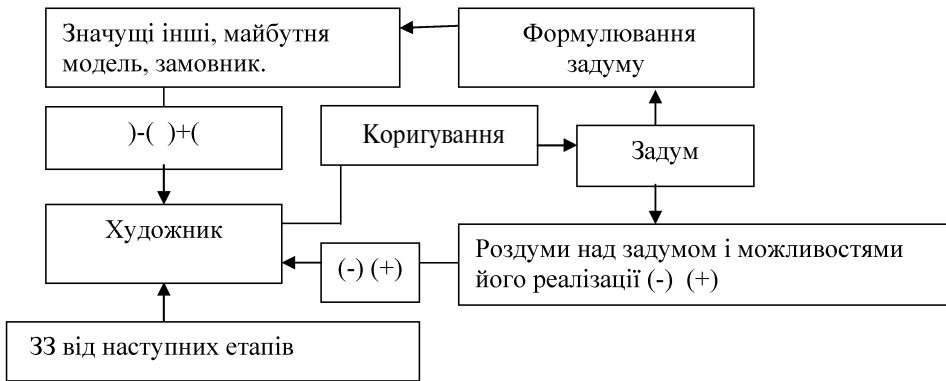 Значущі інші, майбутня
модель, замовник.
Формулювання
задуму
)-( )+(
Коригування
Задум
Художник
(-) (+)
Роздуми над задумом і можливостями
його реалізації (-) (+)
ЗЗ від наступних етапів